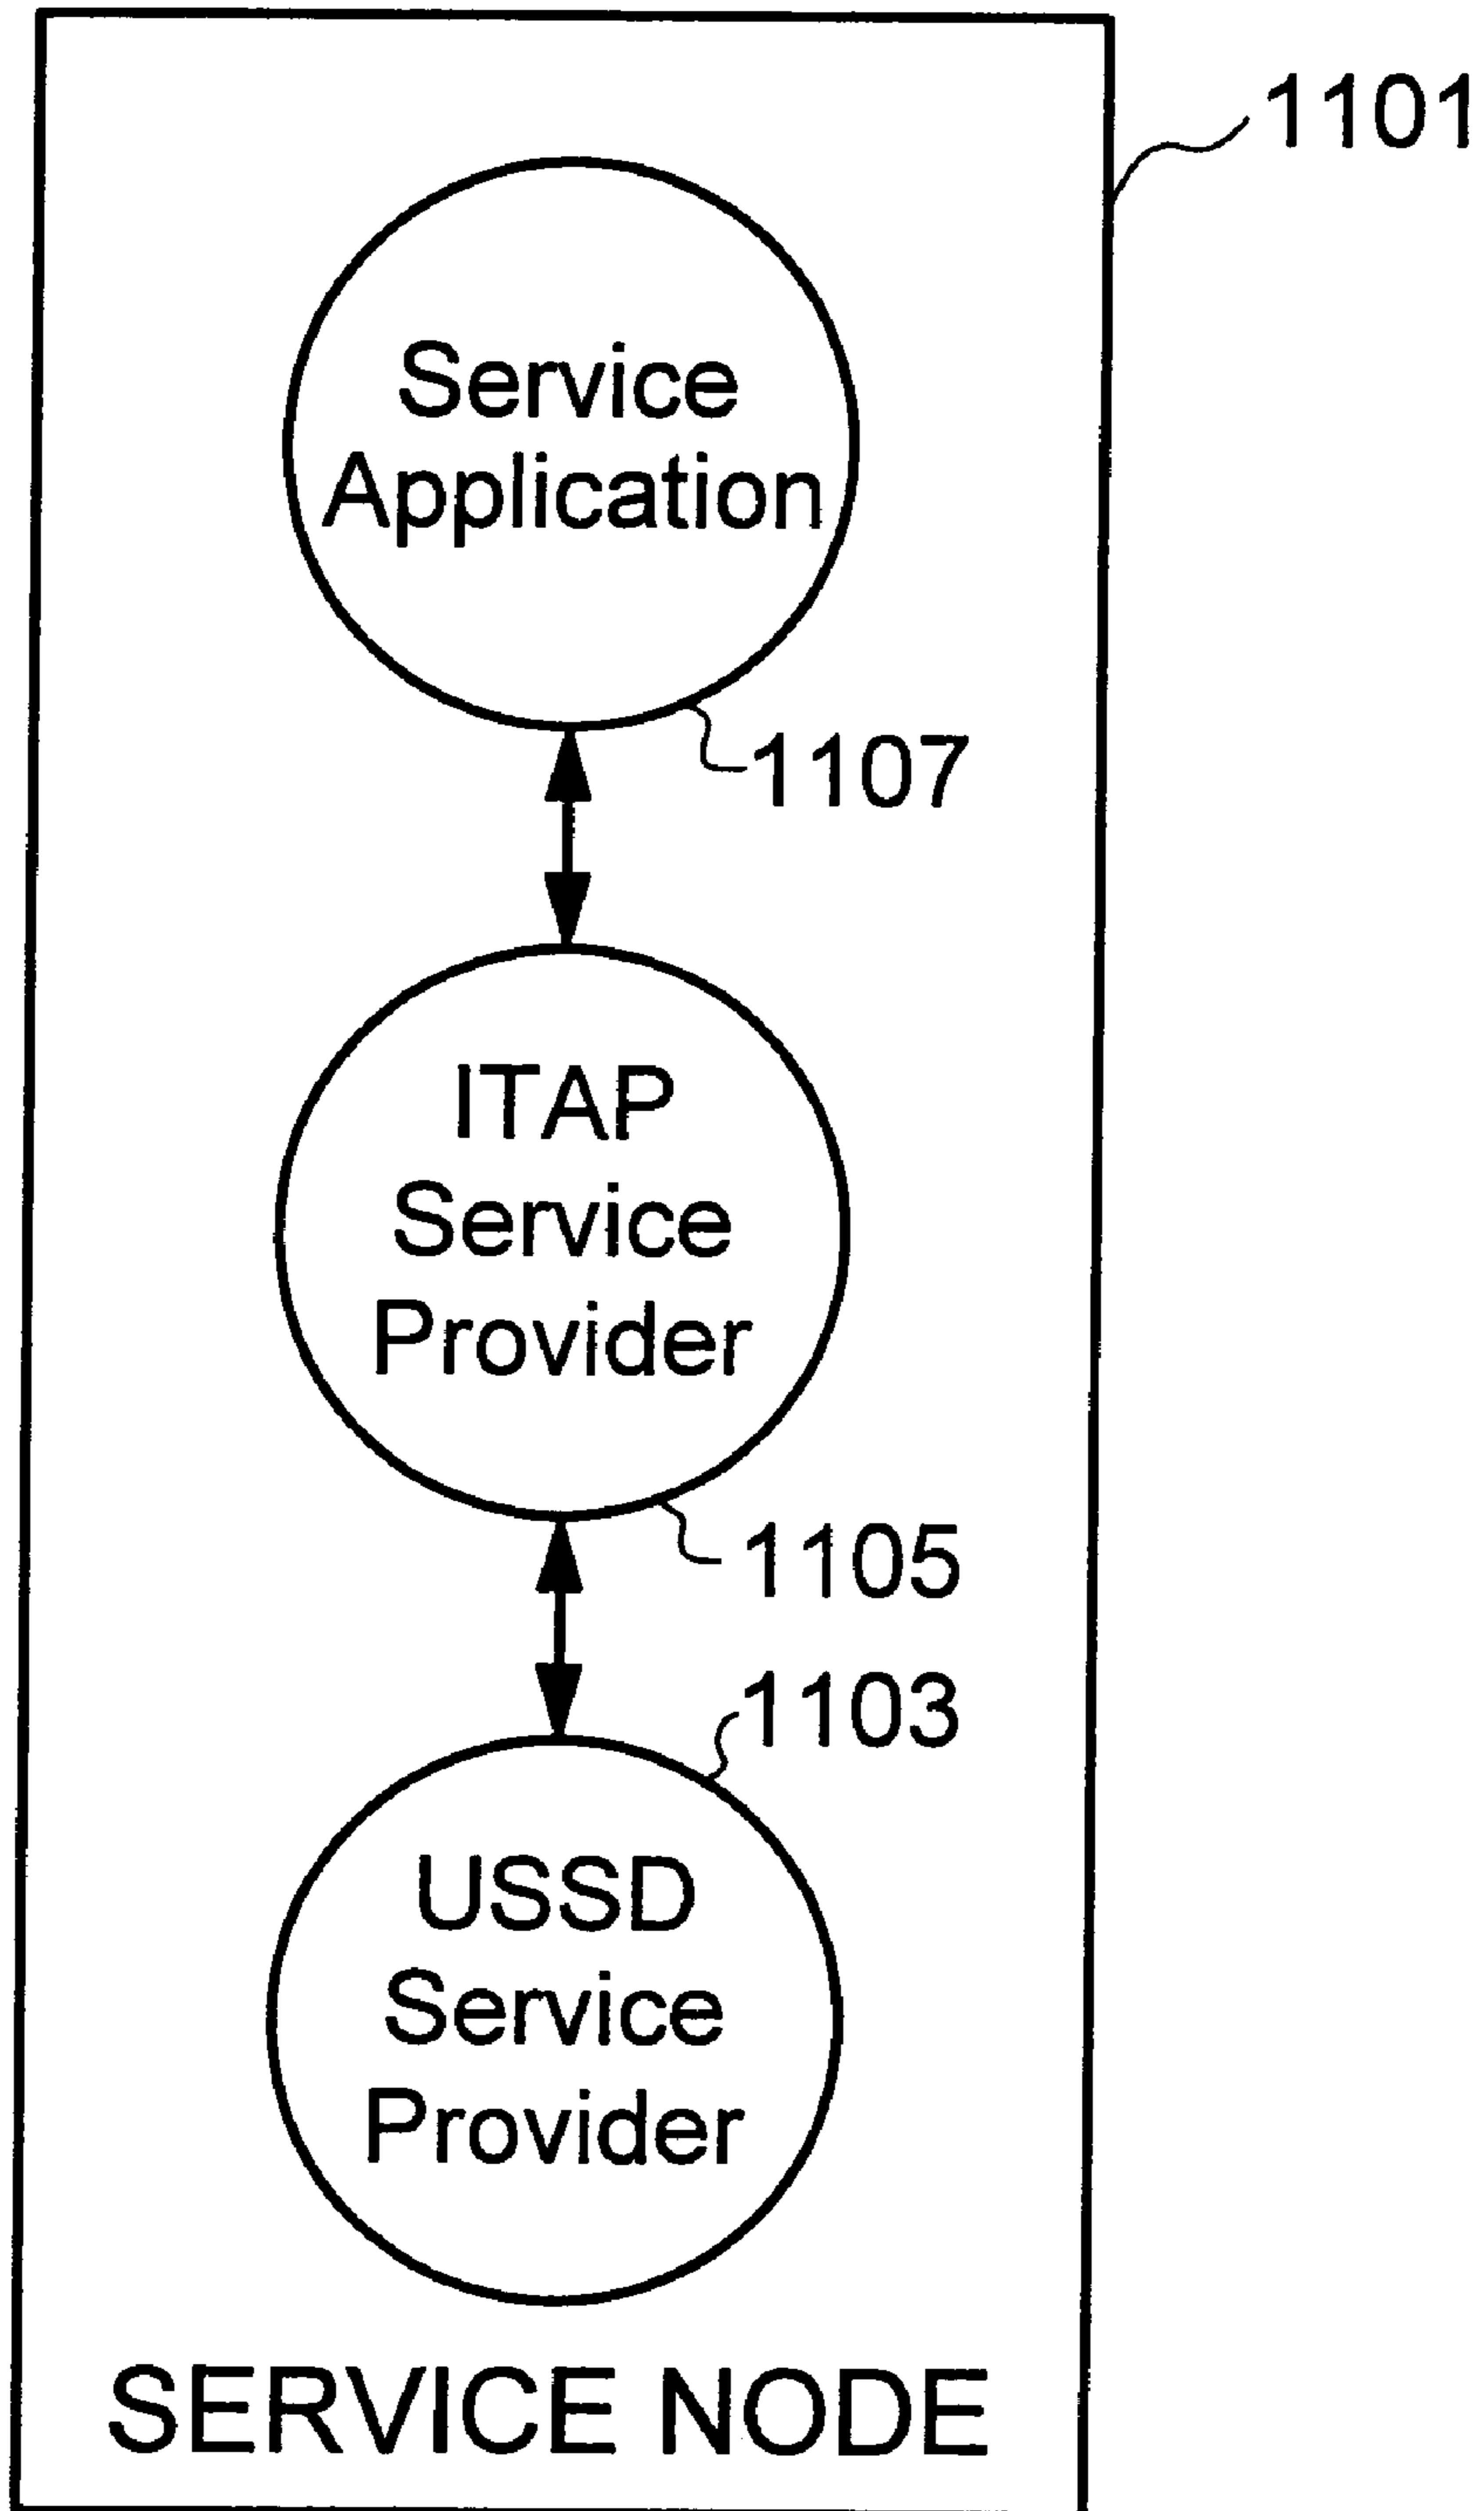 1101
Service
Application
1107
ITAP
Service
Provider
1105
1103
USSD
Service
Provider
SERVICE NODE